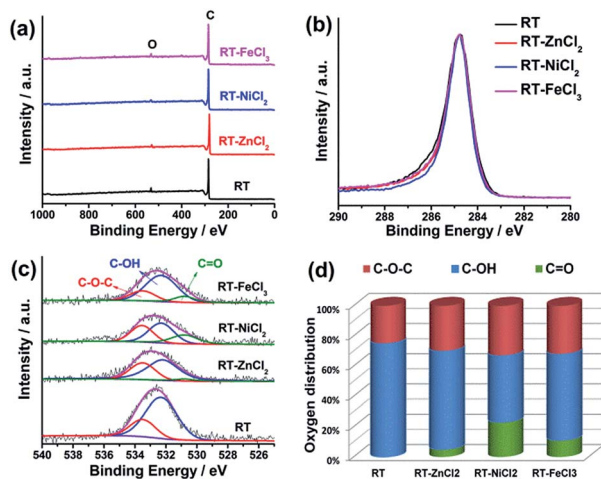 (a)
C
O
RT-FeCl3
RT-NiCl2
RT-ZnCl2
RT
Intensity / a.u.
1000 800 600 400 200 0
Binding Energy / eV
(b)
RT
RT-ZnCl2
RT-NiCl2
RT-FeCl3
Intensity / a.u.
290 288 286 284 282 280
Binding Energy / eV
(c)
C-OH
C=O
C-O-C
RT-FeCl3
RT-NiCl2
RT-ZnCl2
RT
Intensity / a.u.
540 538 536 534 532 530 528 526
Binding Energy / eV
(d)
C-O-C C-OH C=O
Oxygen distribution
100%
80%
60%
40%
20%
0%
RT RT-ZnCl2 RT-NiCl2 RT-FeCl3